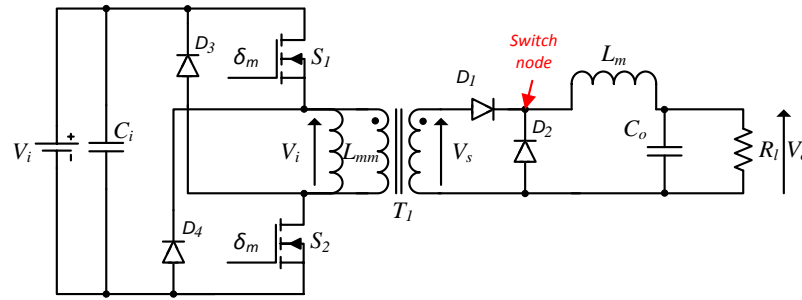 D3
δm
S1
Switch
node
Lm
D1
Vi
+
-
Ci
Vi
Lmm
Vs
D2
Co
Rl
T1
D4
δm
S2